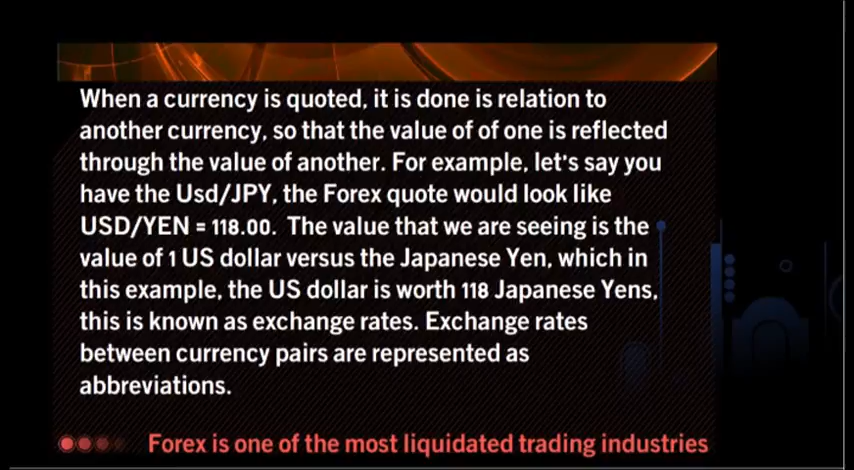 When a currency is quoted, it is done is relation to
another currency, so that the value of of one is reflected
through the value of another. For example, let's say you
have the Usd/JPY, the Forex quote would look like
USD/YEN = 118.00. The value that we are seeing is the
value of 1 US dollar versus the Japanese Yen, which in
this example, the US dollar is worth 118 Japanese Yens,
this is known as exchange rates. Exchange rates
between currency pairs are represented as
abbreviations.
Forex is one of the most liquidated trading industries